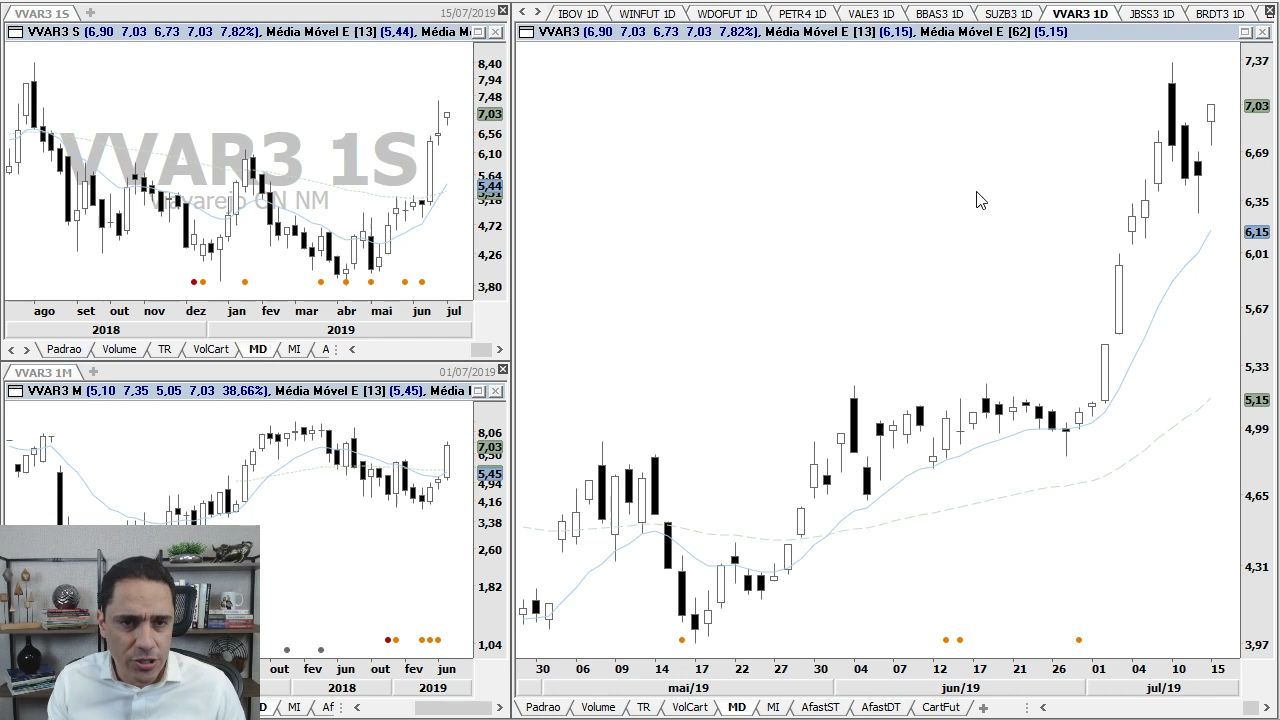 VVAR3 1S
15/07/2019
VVAR3 S (6,90 7,03 6,73 7,03 7,82%), Média Móvel E [13] (5,44), Média M
8,40
7,94
7,48
7,03
6,56
6,10
5,64
5,44
5,18
4,72
4,26
3,80
VVAR3 1S
Viavarejo ON NM
ago set out nov dez jan fev mar abr mai jun jul
2018 2019
Padrao Volume TR VolCart MD MI A
VVAR3 1M
01/07/2019
VVAR3 M (5,10 7,35 5,05 7,03 38,66%), Média Móvel E [13] (5,45), Média
8,06
7,03
5,45
4,94
4,16
3,38
2,60
1,82
1,04
out fev jun out fev jun
2018 2019
MI Af
IBOV 1D WINFUT 1D WDOFUT 1D PETR4 1D VALE3 1D BBAS3 1D SUZB3 1D VVAR3 1D JBSS3 1D BRDT3 1D
VVAR3 (6,90 7,03 6,73 7,03 7,82%), Média Móvel E [13] (6,15), Média Móvel E [62] (5,15)
7,37
7,03
6,69
6,35
6,15
6,01
5,67
5,33
5,15
4,99
4,65
4,31
3,97
30 06 09 14 17 22 27 30 04 07 12 17 21 26 01 04 10 15
mai/19 jun/19 jul/19
Padrao Volume TR VolCart MD MI AfastST AfastDT CartFut